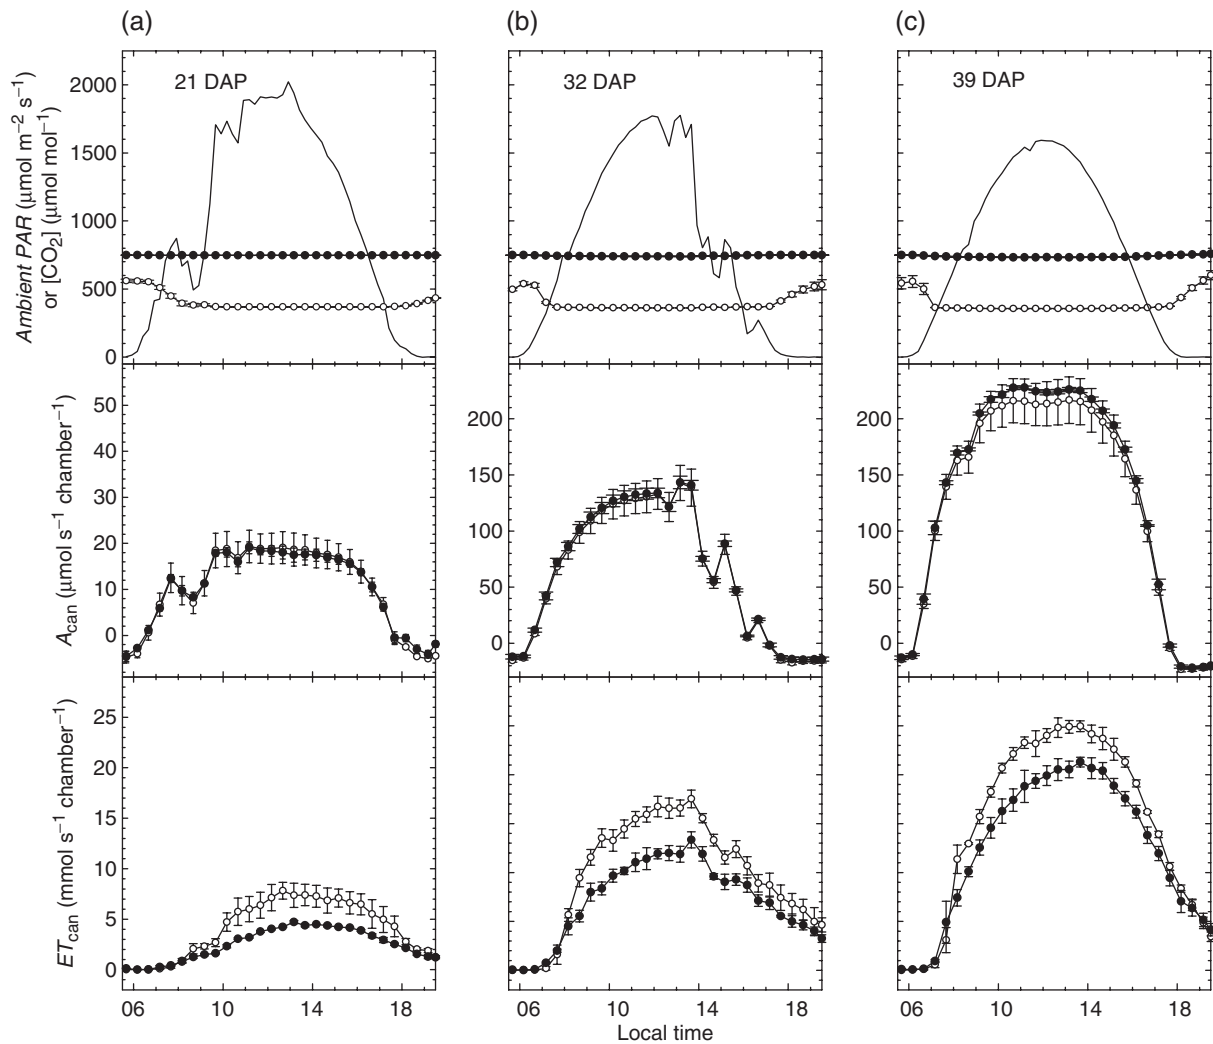 (a)
(b)
(c)
21 DAP
32 DAP
39 DAP
Ambient PAR (μmol m⁻² s⁻¹)
or [CO₂] (μmol mol⁻¹)
2000
1500
1000
500
0
A_can (μmol s⁻¹ chamber⁻¹)
50
40
30
20
10
0
200
150
100
50
0
200
150
100
50
0
ET_can (mmol s⁻¹ chamber⁻¹)
25
20
15
10
5
0
06 10 14 18
06 10 14 18
06 10 14 18
Local time